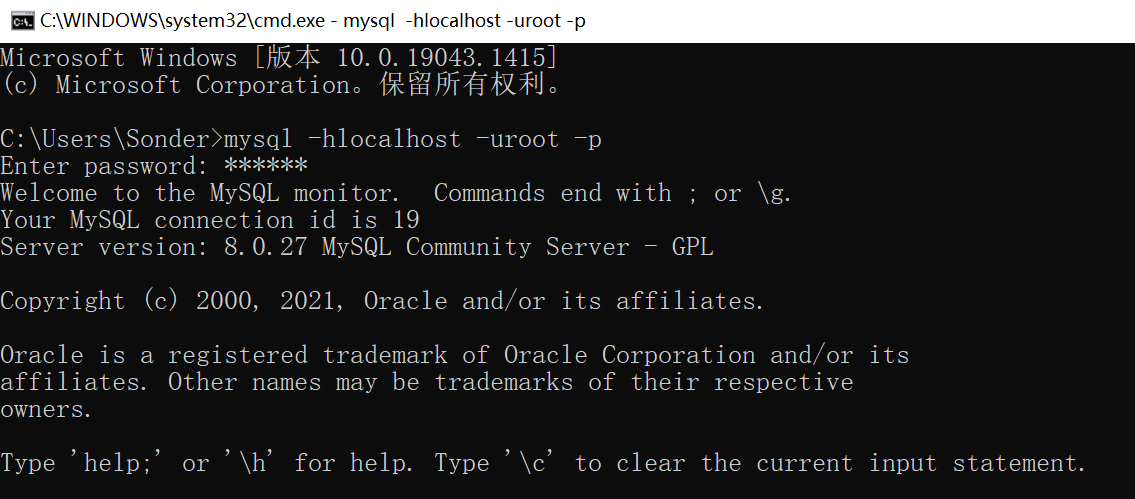 C:\WINDOWS\system32\cmd.exe - mysql  -hlocalhost -uroot -p
Microsoft Windows [版本 10.0.19043.1415]
(c) Microsoft Corporation。保留所有权利。
C:\Users\Sonder>mysql -hlocalhost -uroot -p
Enter password: ******
Welcome to the MySQL monitor.  Commands end with ; or \g.
Your MySQL connection id is 19
Server version: 8.0.27 MySQL Community Server - GPL
Copyright (c) 2000, 2021, Oracle and/or its affiliates.
Oracle is a registered trademark of Oracle Corporation and/or its
affiliates. Other names may be trademarks of their respective
owners.
Type 'help;' or '\h' for help. Type '\c' to clear the current input statement.